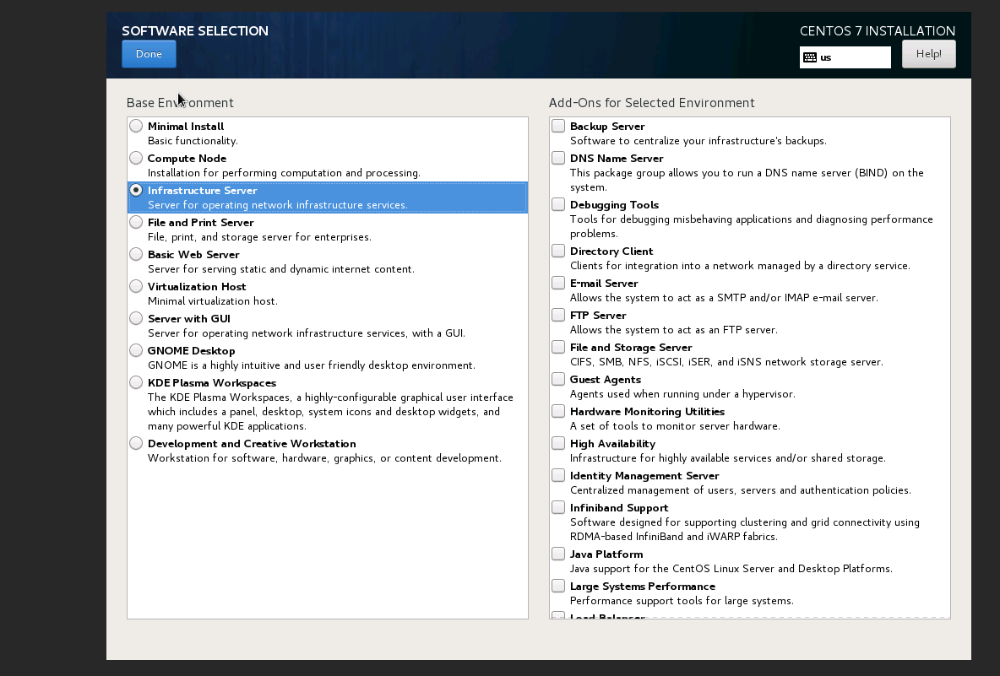 SOFTWARE SELECTION
CENTOS 7 INSTALLATION
Done
us
Help!
Base Environment
Minimal Install
Basic functionality.
Compute Node
Installation for performing computation and processing.
Infrastructure Server
Server for operating network infrastructure services.
File and Print Server
File, print, and storage server for enterprises.
Basic Web Server
Server for serving static and dynamic internet content.
Virtualization Host
Minimal virtualization host.
Server with GUI
Server for operating network infrastructure services, with a GUI.
GNOME Desktop
GNOME is a highly intuitive and user friendly desktop environment.
KDE Plasma Workspaces
The KDE Plasma Workspaces, a highly-configurable graphical user interface
which includes a panel, desktop, system icons and desktop widgets, and
many powerful KDE applications.
Development and Creative Workstation
Workstation for software, hardware, graphics, or content development.
Add-Ons for Selected Environment
Backup Server
Software to centralize your infrastructure's backups.
DNS Name Server
This package group allows you to run a DNS name server (BIND) on the
system.
Debugging Tools
Tools for debugging misbehaving applications and diagnosing performance
problems.
Directory Client
Clients for integration into a network managed by a directory service.
E-mail Server
Allows the system to act as a SMTP and/or IMAP e-mail server.
FTP Server
Allows the system to act as an FTP server.
File and Storage Server
CIFS, SMB, NFS, iSCSI, iSER, and iSNS network storage server.
Guest Agents
Agents used when running under a hypervisor.
Hardware Monitoring Utilities
A set of tools to monitor server hardware.
High Availability
Infrastructure for highly available services and/or shared storage.
Identity Management Server
Centralized management of users, servers and authentication policies.
Infiniband Support
Software designed for supporting clustering and grid connectivity using
RDMA-based InfiniBand and iWARP fabrics.
Java Platform
Java support for the CentOS Linux Server and Desktop Platforms.
Large Systems Performance
Performance support tools for large systems.
Load Balancer